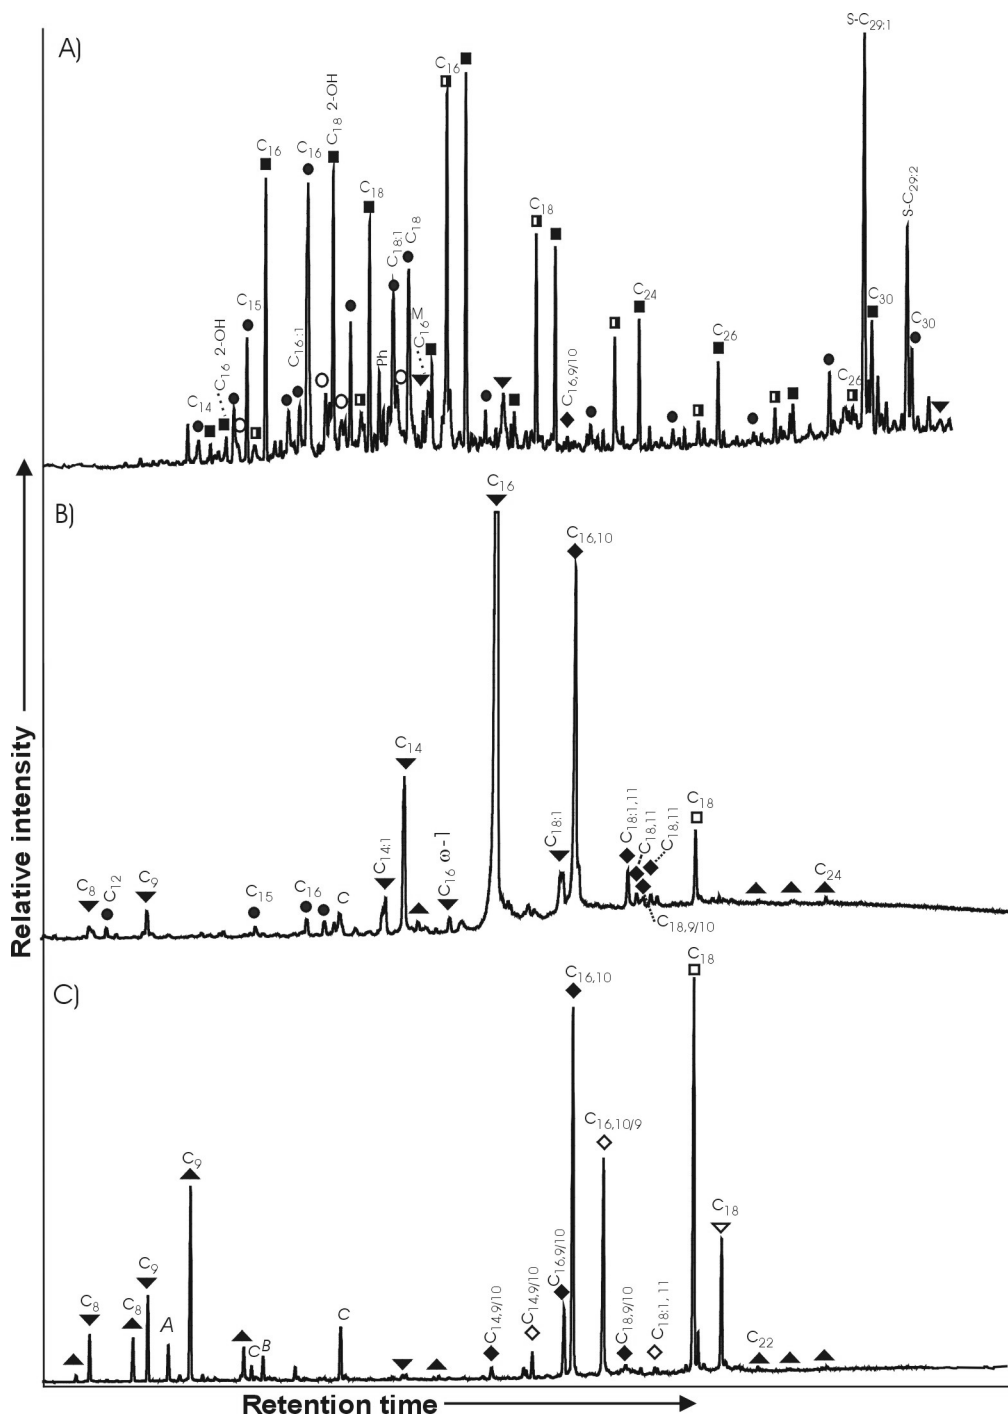 A)
S-C29:1
C16
C18 2-OH
C16
C16
C18
S-C29:2
C18
C18:1
C18
C15
C16 2-OH
M
C16
C16:1
Ph
C24
C30
C30
C26
C26
C14
C16,9/10
B)
C16
C16,10
C14
C18:1,11
C18,11
C18,11
C18
C18:1
C14:1
C16 ω-1
C8
C12
C9
C15
C16
C
C24
C18,9/10
C)
C16,10
C18
C16,10/9
C9
C18
C9
C16,9/10
C8
C8
A
C
C14,9/10
C14,9/10
C18,9/10
C18:1, 11
C
B
C22
Relative intensity
Retention time